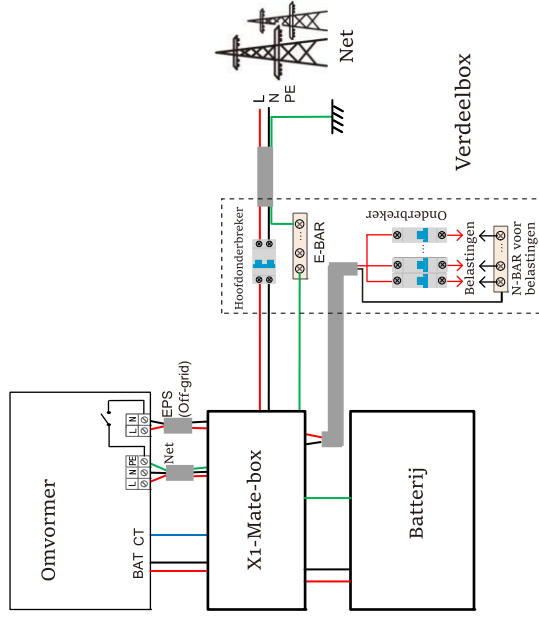 Net
L
N
PE
Verdeelbox
Hoofdonderbreker
E-BAR
...
Onderbreker
...
Belastingen
N-BAR voor
belastingen
...
Omvormer
BAT
CT
L
N
PE
Net
L
N
EPS
(Off-grid)
X1-Mate-box
Batterij